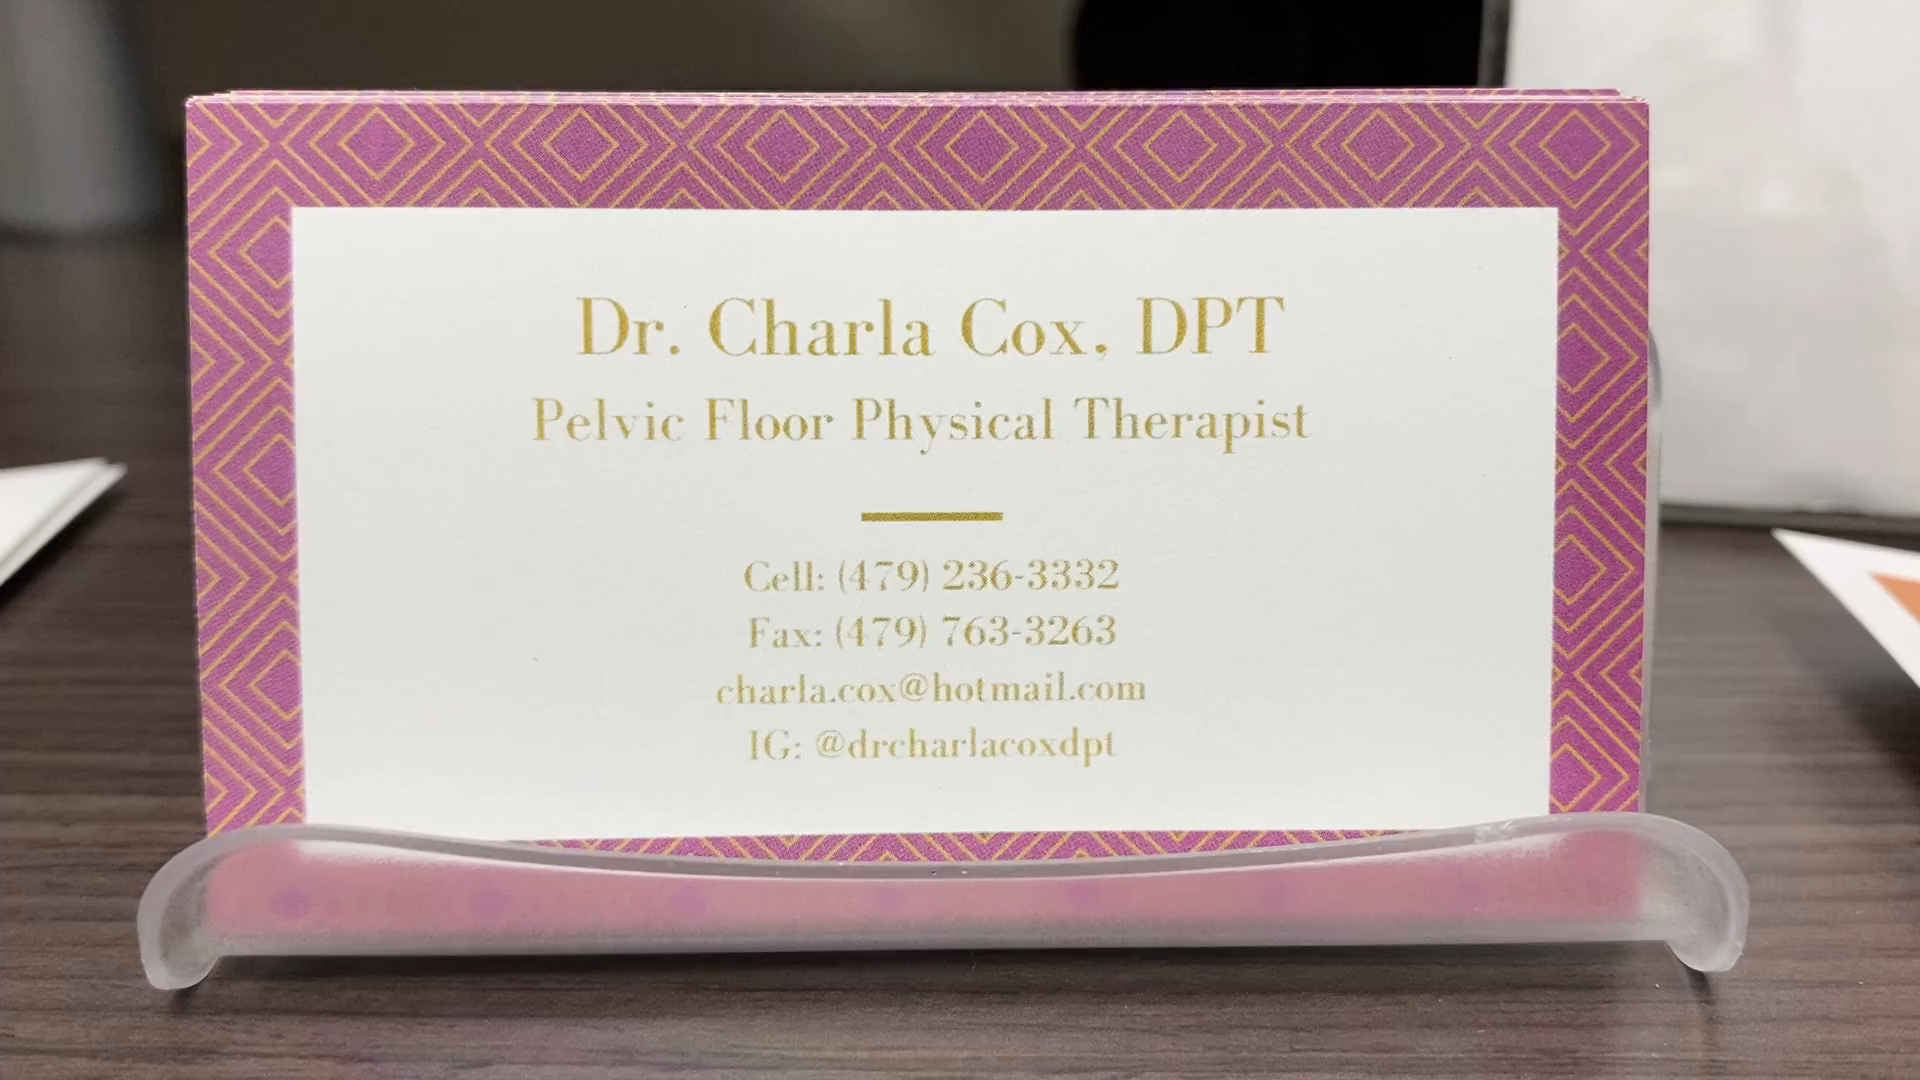 Dr. Charla Cox, DPT
Pelvic Floor Physical Therapist
Cell: (479) 236-3332
Fax: (479) 763-3263
charla.cox@hotmail.com
IG: @drcharlacoxdpt